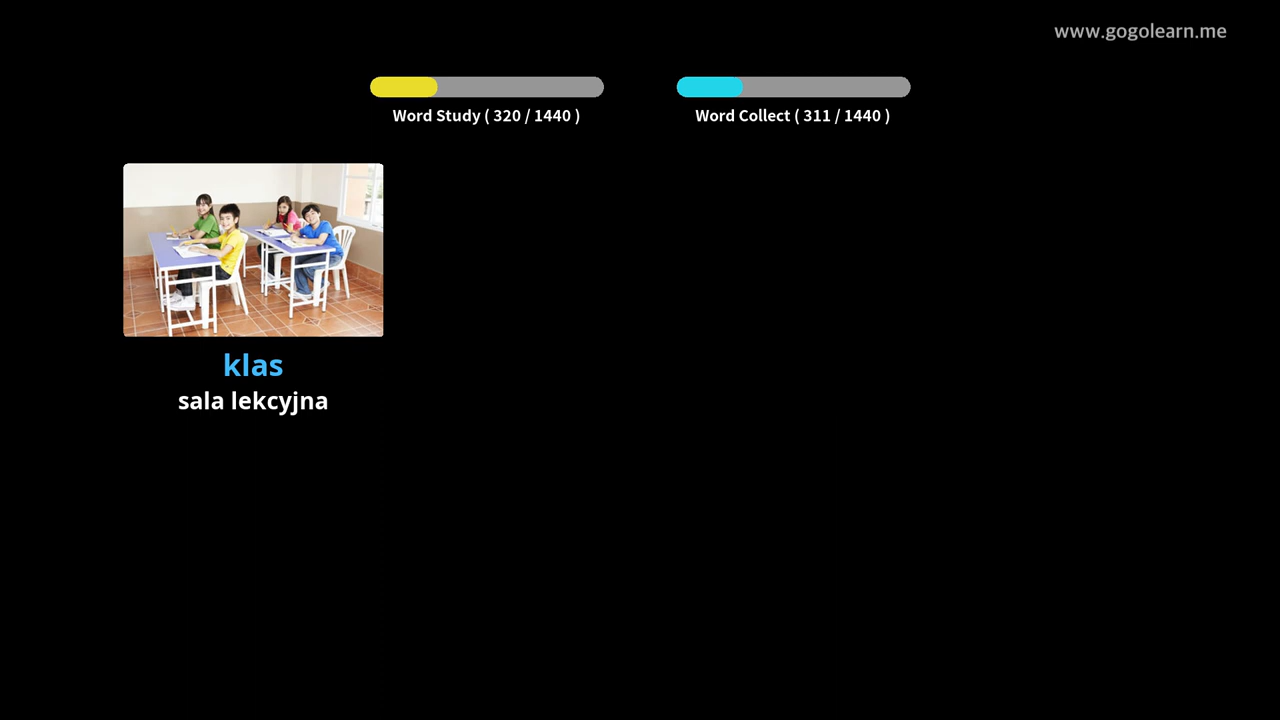 www.gogolearn.me
Word Study ( 320 / 1440 )
Word Collect ( 311 / 1440 )
klas
sala lekcyjna